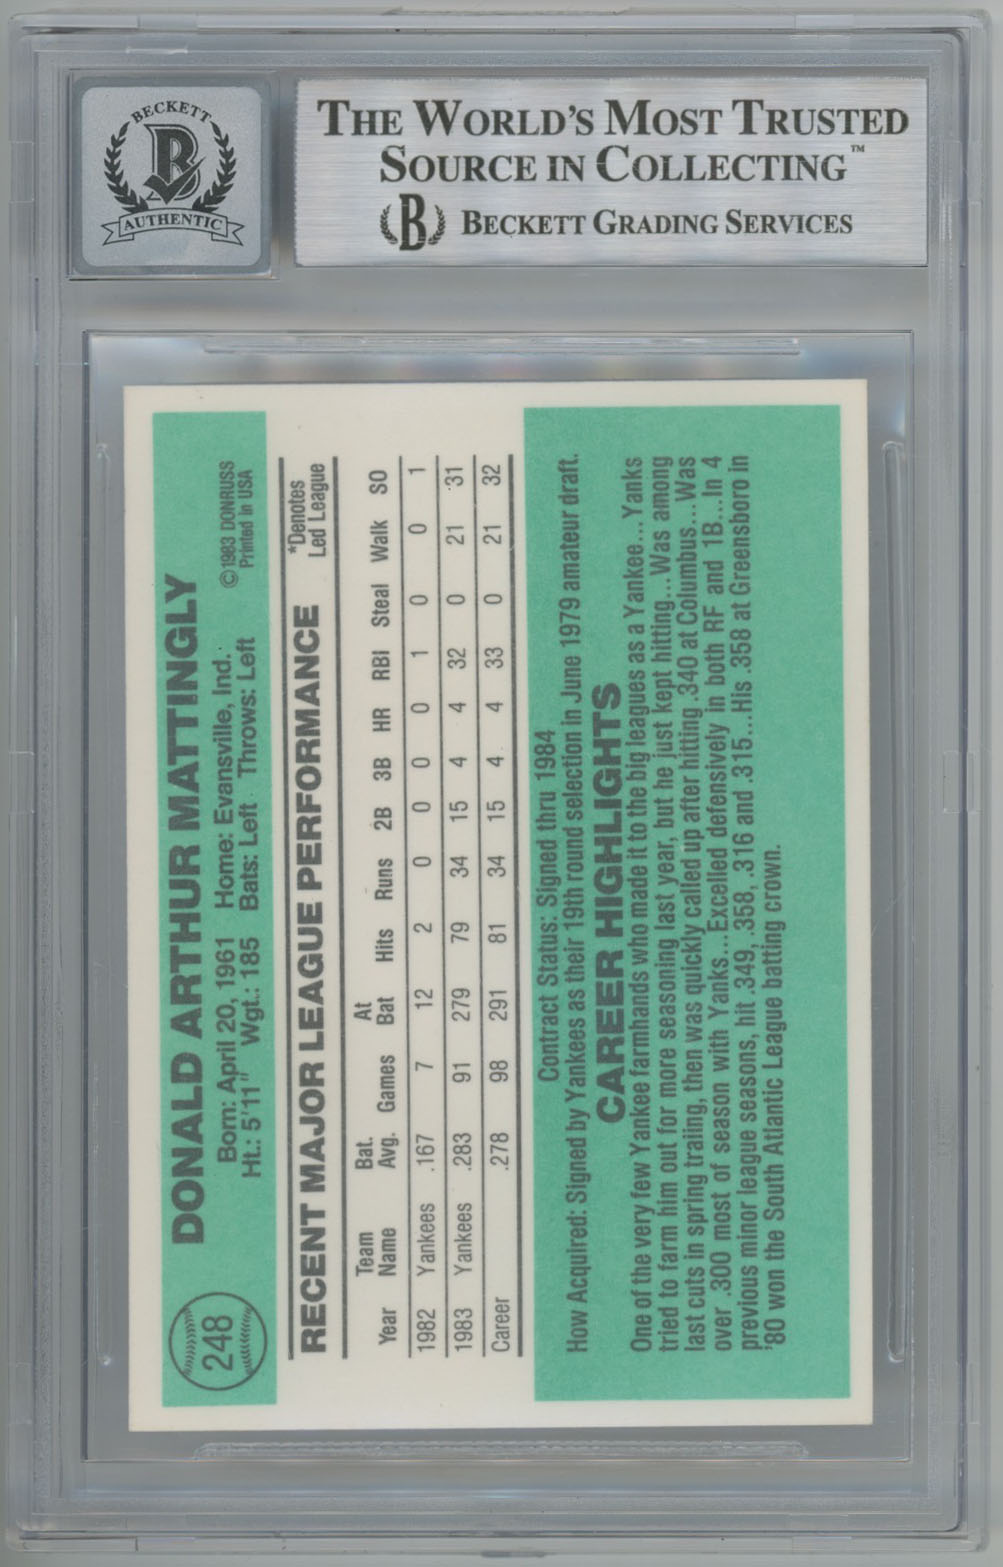 BECKETT
B
AUTHENTIC
THE WORLD'S MOST TRUSTED
SOURCE IN COLLECTING™
B BECKETT GRADING SERVICES
248
DONALD ARTHUR MATTINGLY
Born: April 20, 1961 Home: Evansville, Ind. ©1983 DONRUSS
Ht.: 5'11" Wgt.: 185 Bats: Left Throws: Left Printed in USA
RECENT MAJOR LEAGUE PERFORMANCE
*Denotes
Led League
Team Bat. At
Year Name Avg. Games Bat Hits Runs 2B 3B HR RBI Steal Walk SO
1982 Yankees .167 7 12 2 0 0 0 0 1 0 0 1
1983 Yankees .283 91 279 79 34 15 4 4 32 0 21 31
Career .278 98 291 81 34 15 4 4 33 0 21 32
Contract Status: Signed thru 1984
How Acquired: Signed by Yankees as their 19th round selection in June 1979 amateur draft.
CAREER HIGHLIGHTS
One of the very few Yankee farmhands who made it to the big leagues as a Yankee...Yanks
tried to farm him out for more seasoning last year, but he just kept hitting...Was among
last cuts in spring traiing, then was quickly called up after hitting .340 at Columbus...Was
over .300 most of season with Yanks...Excelled defensively in both RF and 1B...In 4
previous minor league seasons, hit .349, .358, .316 and .315...His .358 at Greensboro in
'80 won the South Atlantic League batting crown.